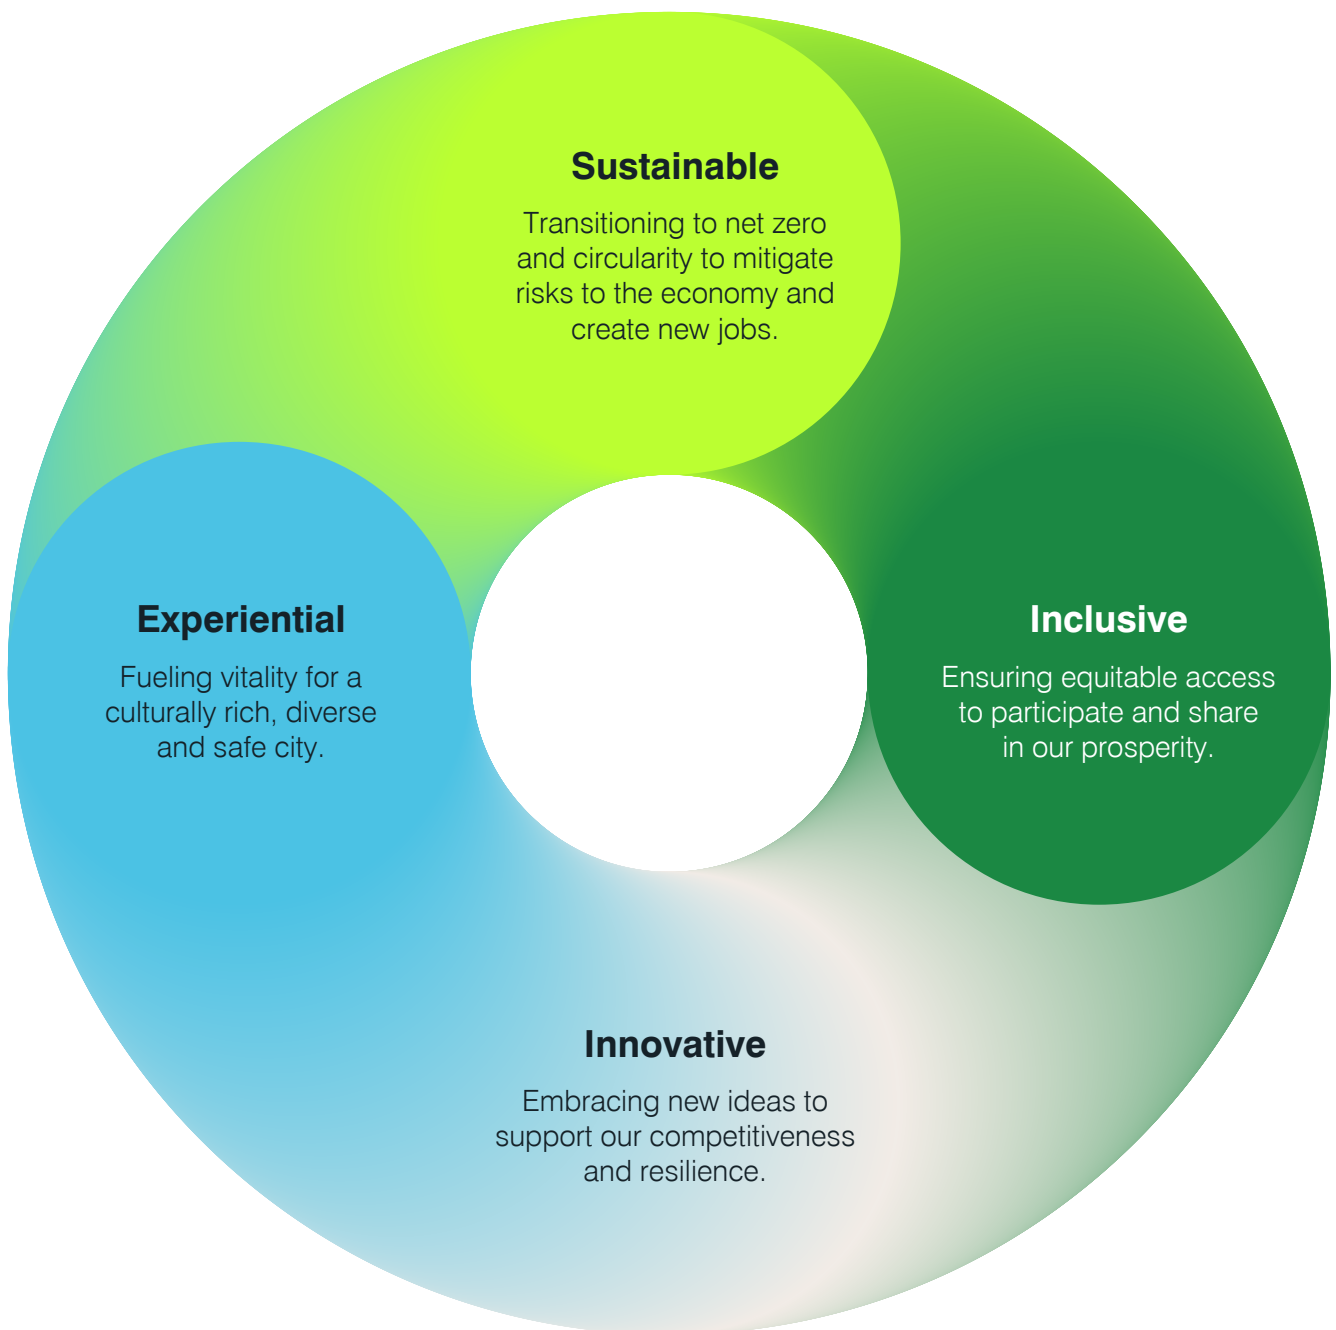 Sustainable
Transitioning to net zero
and circularity to mitigate
risks to the economy and
create new jobs.
Experiential
Fueling vitality for a
culturally rich, diverse
and safe city.
Inclusive
Ensuring equitable access
to participate and share
in our prosperity.
Innovative
Embracing new ideas to
support our competitiveness
and resilience.